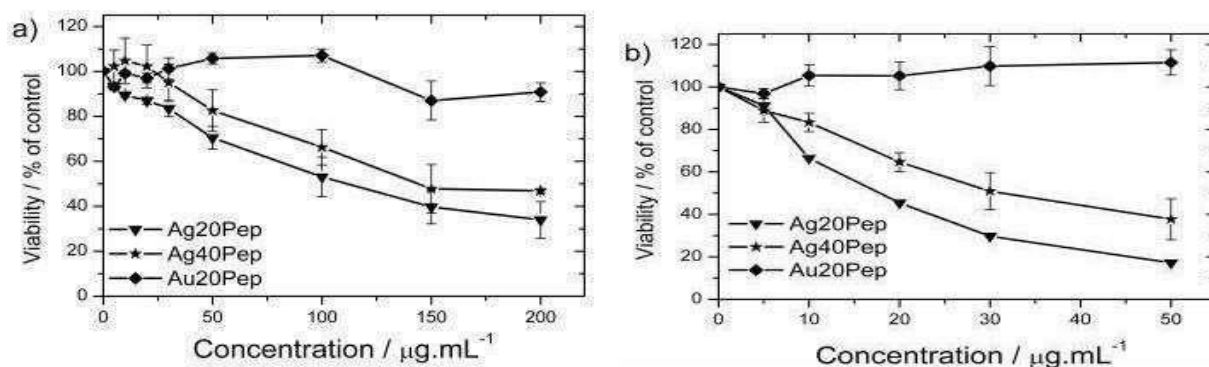 a)
Viability / % of control
120
100
80
60
40
20
0
Ag20Pep
Ag40Pep
Au20Pep
0 50 100 150 200
Concentration / μg.mL⁻¹
b)
Viability / % of control
120
100
80
60
40
20
0
Ag20Pep
Ag40Pep
Au20Pep
0 10 20 30 40 50
Concentration / μg.mL⁻¹